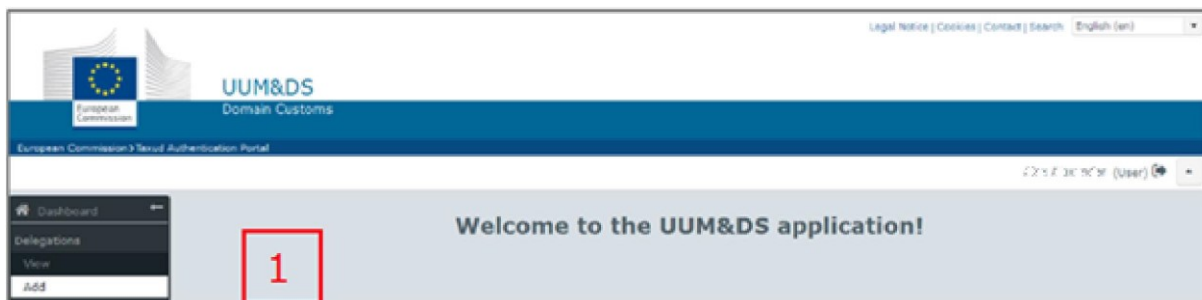 Legal Notice | Cookies | Contact | Search English (en)
UUM&DS
Domain Customs
European
Commission
European Commission > Taxud Authentication Portal
(User)
Dashboard
Welcome to the UUM&DS application!
Delegations
View
1
Add